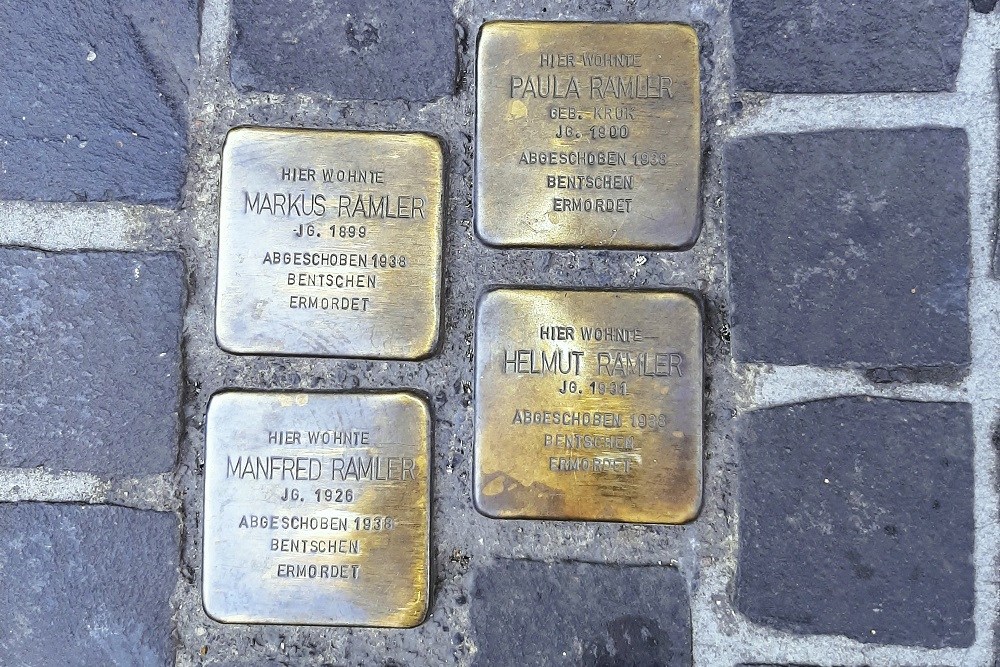 HIER WOHNTE
MARKUS RAMLER
JG. 1899
ABGESCHOBEN 1938
BENTSCHEN
ERMORDET
HIER WOHNTE
PAULA RAMLER
GEB. KRUK
JG. 1900
ABGESCHOBEN 1938
BENTSCHEN
ERMORDET
HIER WOHNTE
MANFRED RAMLER
JG. 1926
ABGESCHOBEN 1938
BENTSCHEN
ERMORDET
HIER WOHNTE
HELMUT RAMLER
JG. 1931
ABGESCHOBEN 1938
BENTSCHEN
ERMORDET